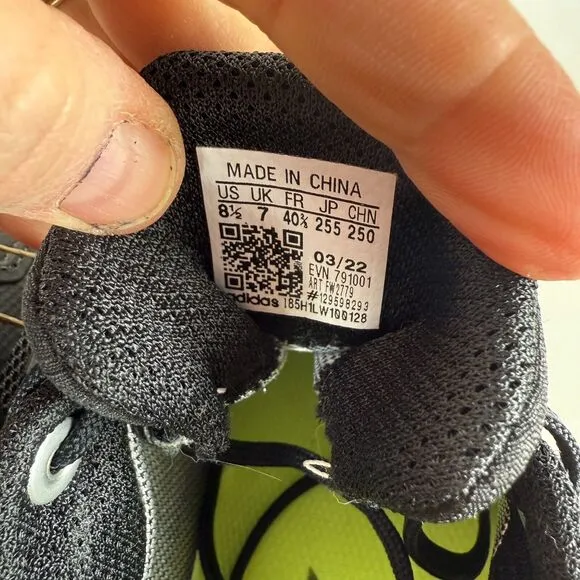 MADE IN CHINA
US UK FR JP CHN
8½ 7 40⅔ 255 250
03/22
EVN 791001
ART FW2779
#129598293
adidas 185H1LW100128